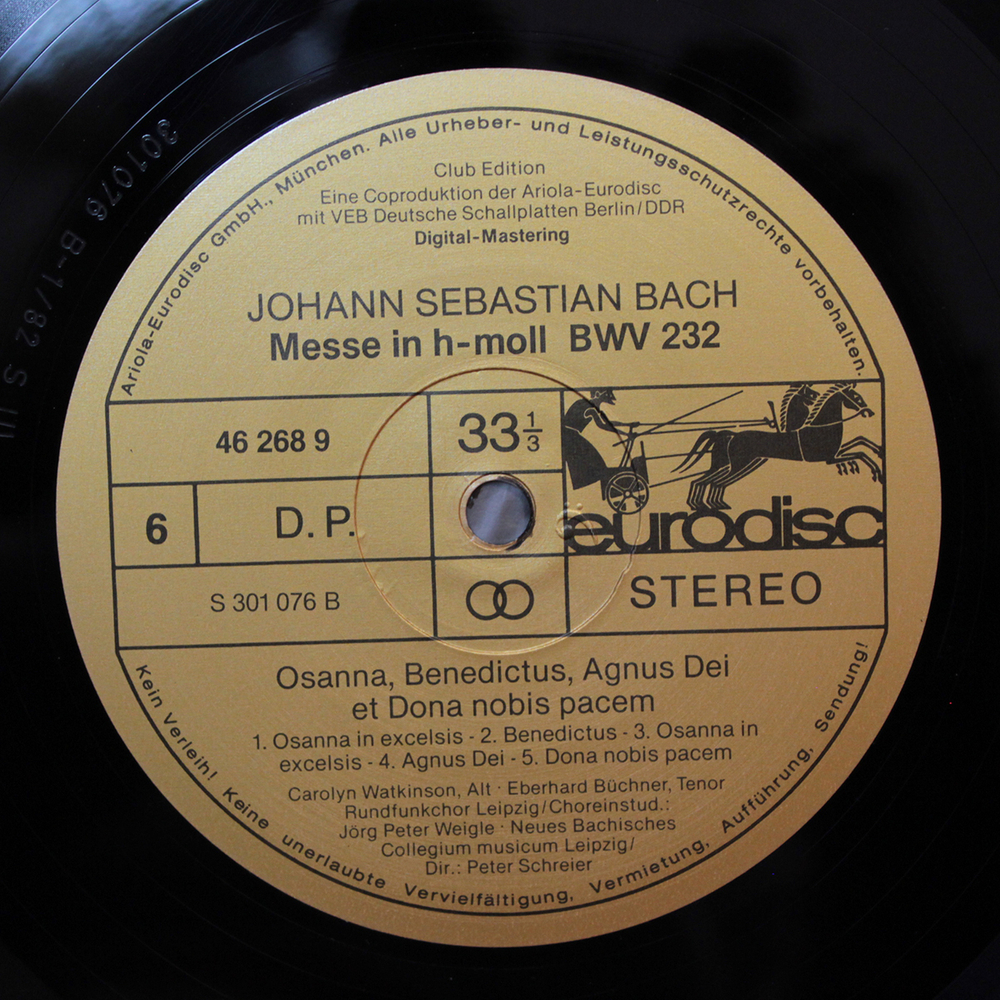 Ariola-Eurodisc GmbH., München. Alle Urheber- und Leistungsschutzrechte vorbehalten.
Club Edition
Eine Coproduktion der Ariola-Eurodisc
mit VEB Deutsche Schallplatten Berlin/DDR
Digital-Mastering
JOHANN SEBASTIAN BACH
Messe in h-moll BWV 232
46 268 9
33 1/3
6
D. P.
eurodisc
S 301 076 B
STEREO
Osanna, Benedictus, Agnus Dei
et Dona nobis pacem
1. Osanna in excelsis - 2. Benedictus - 3. Osanna in
excelsis - 4. Agnus Dei - 5. Dona nobis pacem
Carolyn Watkinson, Alt · Eberhard Büchner, Tenor
Rundfunkchor Leipzig/Choreinstud.:
Jörg Peter Weigle · Neues Bachisches
Collegium musicum Leipzig/
Dir.: Peter Schreier
Kein Verleih! Keine unerlaubte Vervielfältigung, Vermietung, Aufführung, Sendung!
301076 B-1/82 S